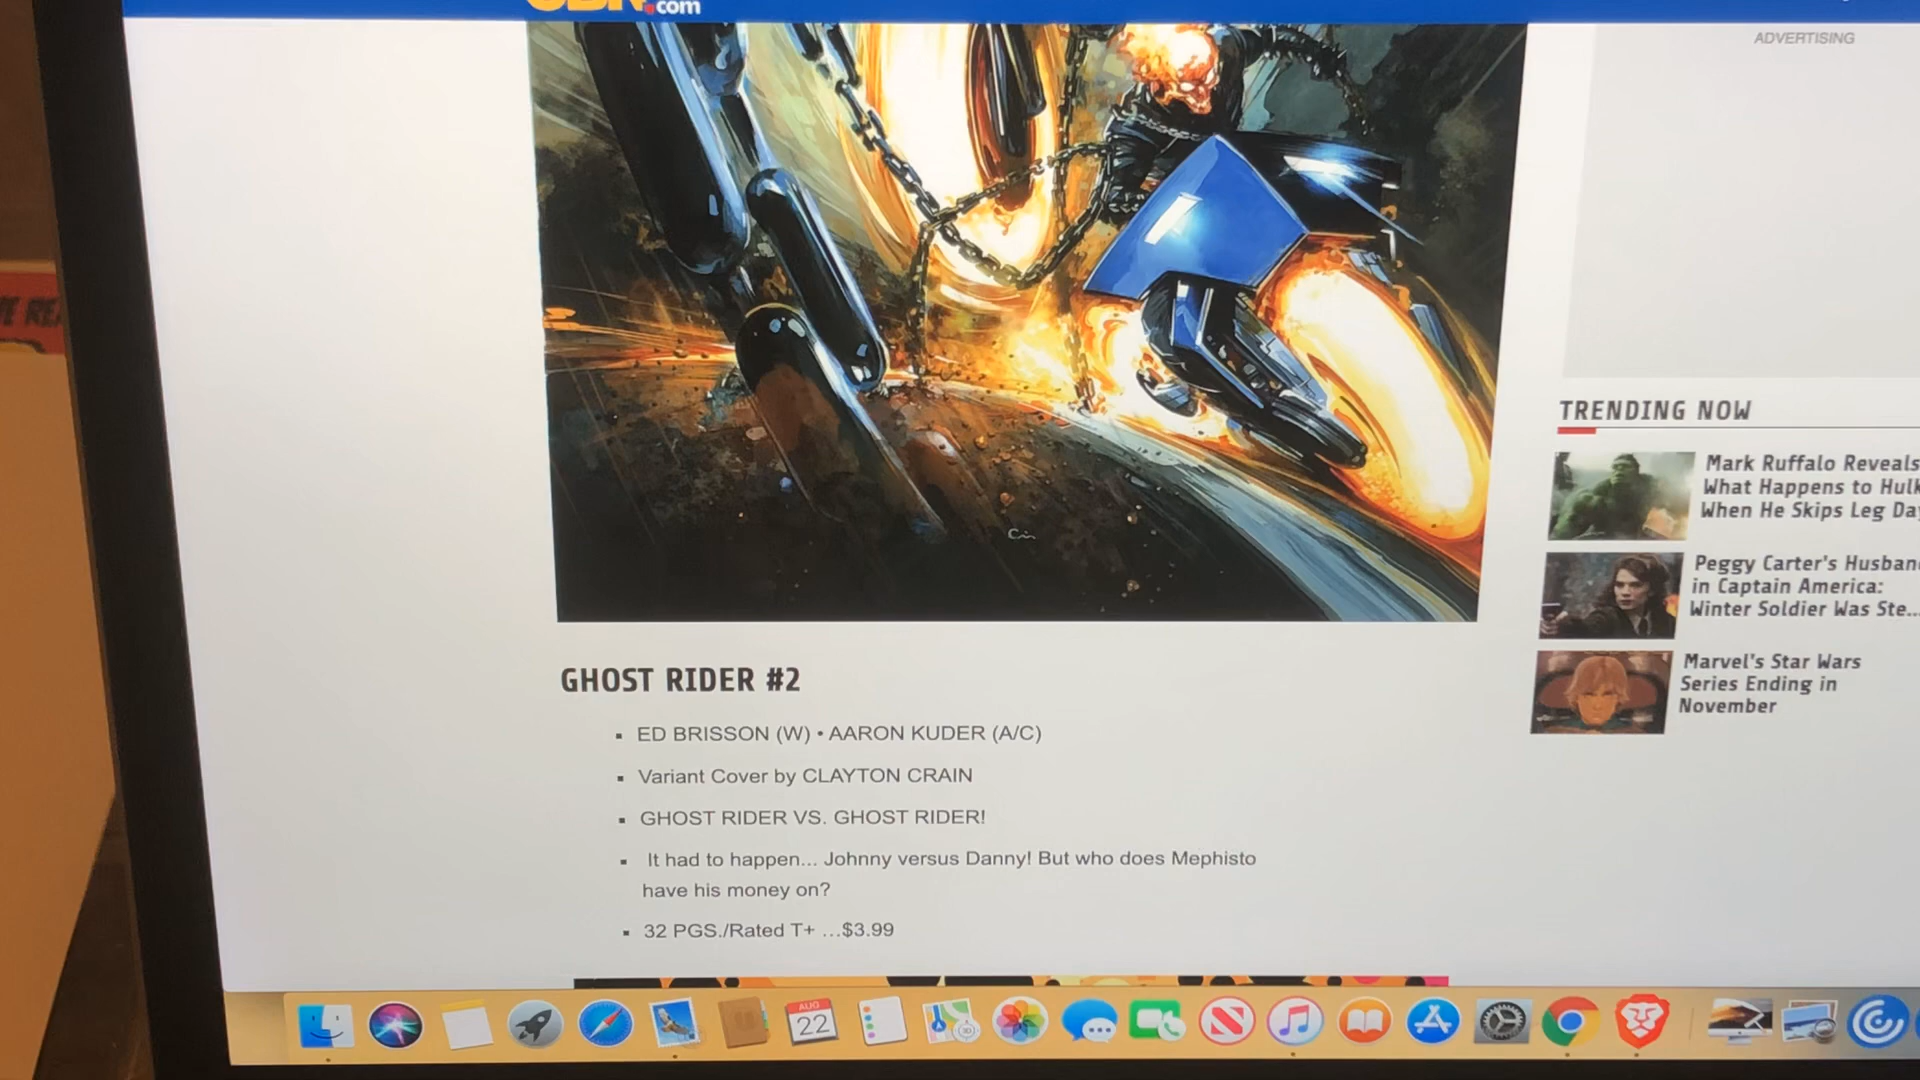 .com
ADVERTISING
TRENDING NOW
Mark Ruffalo Reveals
What Happens to Hulk
When He Skips Leg Day
Peggy Carter's Husband
in Captain America:
Winter Soldier Was Ste...
Marvel's Star Wars
Series Ending in
November
GHOST RIDER #2
ED BRISSON (W) • AARON KUDER (A/C)
Variant Cover by CLAYTON CRAIN
GHOST RIDER VS. GHOST RIDER!
It had to happen... Johnny versus Danny! But who does Mephisto
have his money on?
32 PGS./Rated T+ ...$3.99
AUG
22